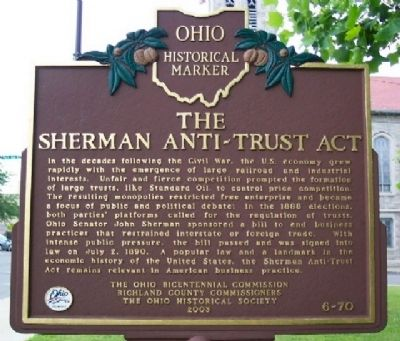 OHIO
HISTORICAL
MARKER
THE
SHERMAN ANTI-TRUST ACT
In the decades following the Civil War, the U.S. economy grew
rapidly with the emergence of large railroad and industrial
interests. Unfair and fierce competition prompted the formation
of large trusts, like Standard Oil, to control price competition.
The resulting monopolies restricted free enterprise and became
a focus of public and political debate; in the 1888 elections,
both parties' platforms called for the regulation of trusts.
Ohio Senator John Sherman sponsored a bill to end business
practices that restrained interstate or foreign trade. With
intense public pressure, the bill passed and was signed into
law on July 2, 1890. A popular law and a landmark in the
economic history of the United States, the Sherman Anti-Trust
Act remains relevant in American business practice.
THE OHIO BICENTENNIAL COMMISSION
RICHLAND COUNTY COMMISSIONERS
THE OHIO HISTORICAL SOCIETY
2003
6-70
Ohio